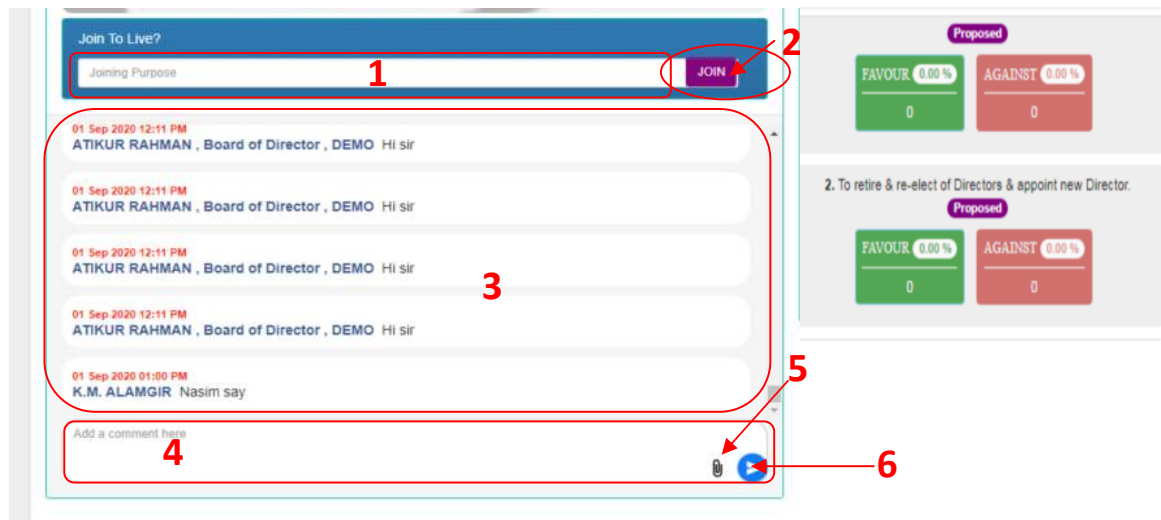 Join To Live?
Joining Purpose
1
JOIN
2
01 Sep 2020 12:11 PM
ATIKUR RAHMAN , Board of Director , DEMO Hi sir
01 Sep 2020 12:11 PM
ATIKUR RAHMAN , Board of Director , DEMO Hi sir
01 Sep 2020 12:11 PM
ATIKUR RAHMAN , Board of Director , DEMO Hi sir
3
01 Sep 2020 12:11 PM
ATIKUR RAHMAN , Board of Director , DEMO Hi sir
01 Sep 2020 01:00 PM
K.M. ALAMGIR Nasim say
5
Add a comment here
4
6
Proposed
FAVOUR 0.00 %
0
AGAINST 0.00 %
0
2. To retire & re-elect of Directors & appoint new Director.
Proposed
FAVOUR 0.00 %
0
AGAINST 0.00 %
0